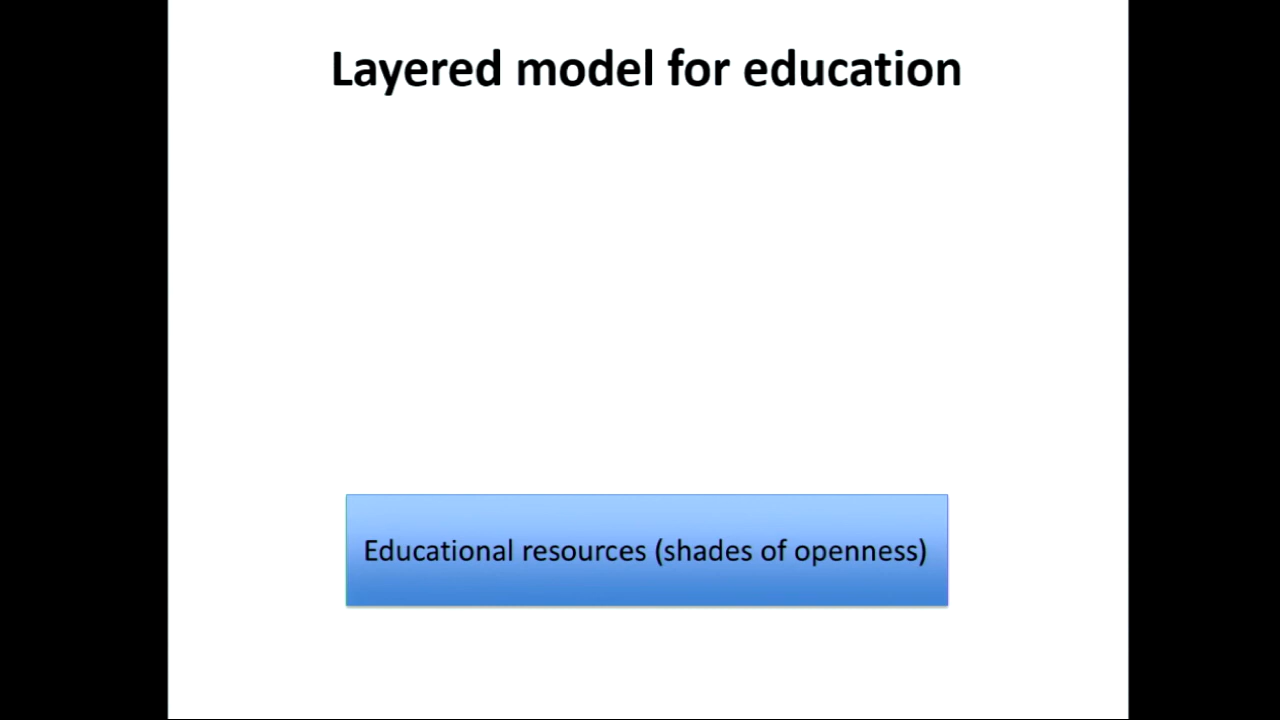 Layered model for education
Educational resources (shades of openness)